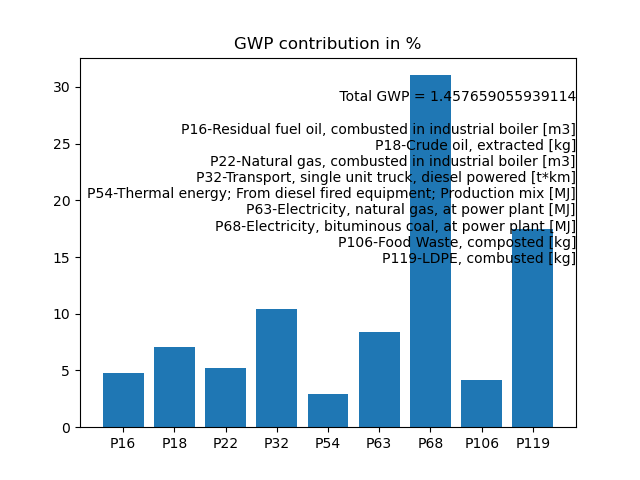 GWP contribution in %
30
25
20
15
10
5
0
Total GWP = 1.457659055939114
P16-Residual fuel oil, combusted in industrial boiler [m3]
P18-Crude oil, extracted [kg]
P22-Natural gas, combusted in industrial boiler [m3]
P32-Transport, single unit truck, diesel powered [t*km]
P54-Thermal energy; From diesel fired equipment; Production mix [MJ]
P63-Electricity, natural gas, at power plant [MJ]
P68-Electricity, bituminous coal, at power plant [MJ]
P106-Food Waste, composted [kg]
P119-LDPE, combusted [kg]
P16 P18 P22 P32 P54 P63 P68 P106 P119